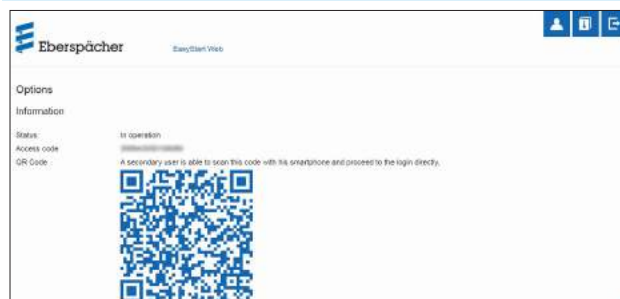 Eberspächer
EasyStart Web
Options
Information
Status: In operation
Access code
QR Code : A secondary user is able to scan this code with his smartphone and proceed to the login directly.